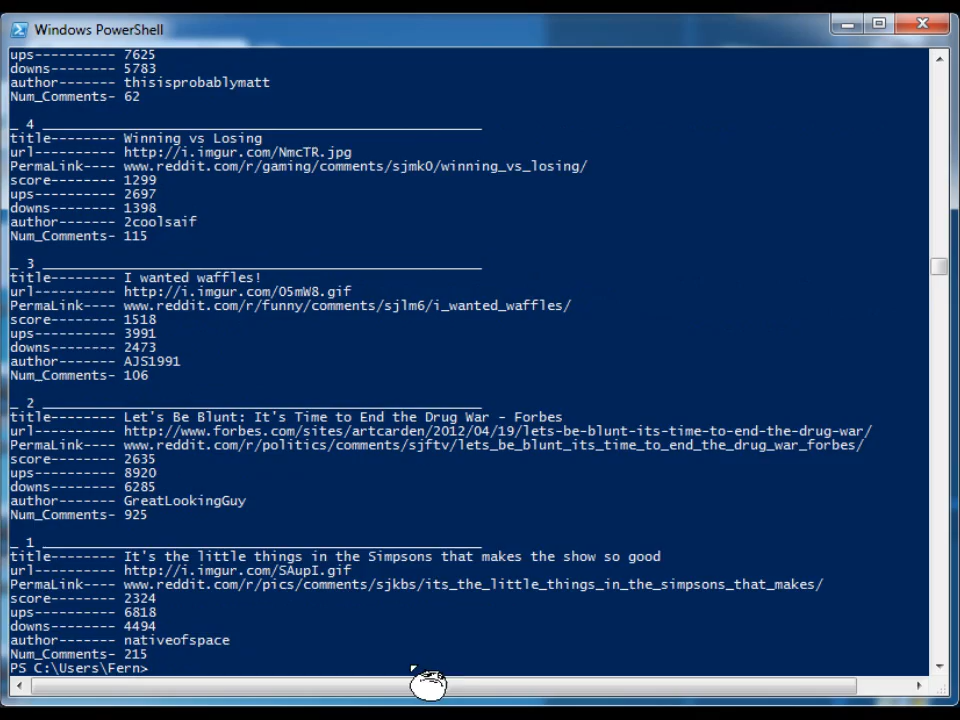 Windows PowerShell
ups---------- 7625
downs-------- 5783
author------- thisisprobablymatt
Num_Comments- 62
_ 4 ______________________________________________________
title-------- Winning vs Losing
url---------- http://i.imgur.com/NmcTR.jpg
PermaLink---- www.reddit.com/r/gaming/comments/sjmk0/winning_vs_losing/
score-------- 1299
ups---------- 2697
downs-------- 1398
author------- 2coolsaif
Num_Comments- 115
_ 3 ______________________________________________________
title-------- I wanted waffles!
url---------- http://i.imgur.com/O5mW8.gif
PermaLink---- www.reddit.com/r/funny/comments/sjlm6/i_wanted_waffles/
score-------- 1518
ups---------- 3991
downs-------- 2473
author------- AJS1991
Num_Comments- 106
_ 2 ______________________________________________________
title-------- Let's Be Blunt: It's Time to End the Drug War - Forbes
url---------- http://www.forbes.com/sites/artcarden/2012/04/19/lets-be-blunt-its-time-to-end-the-drug-war/
PermaLink---- www.reddit.com/r/politics/comments/sjftv/lets_be_blunt_its_time_to_end_the_drug_war_forbes/
score-------- 2635
ups---------- 8920
downs-------- 6285
author------- GreatLookingGuy
Num_Comments- 925
_ 1 ______________________________________________________
title-------- It's the little things in the Simpsons that makes the show so good
url---------- http://i.imgur.com/SAupI.gif
PermaLink---- www.reddit.com/r/pics/comments/sjkbs/its_the_little_things_in_the_simpsons_that_makes/
score-------- 2324
ups---------- 6818
downs-------- 4494
author------- nativeofspace
Num_Comments- 215
PS C:\Users\Fern>